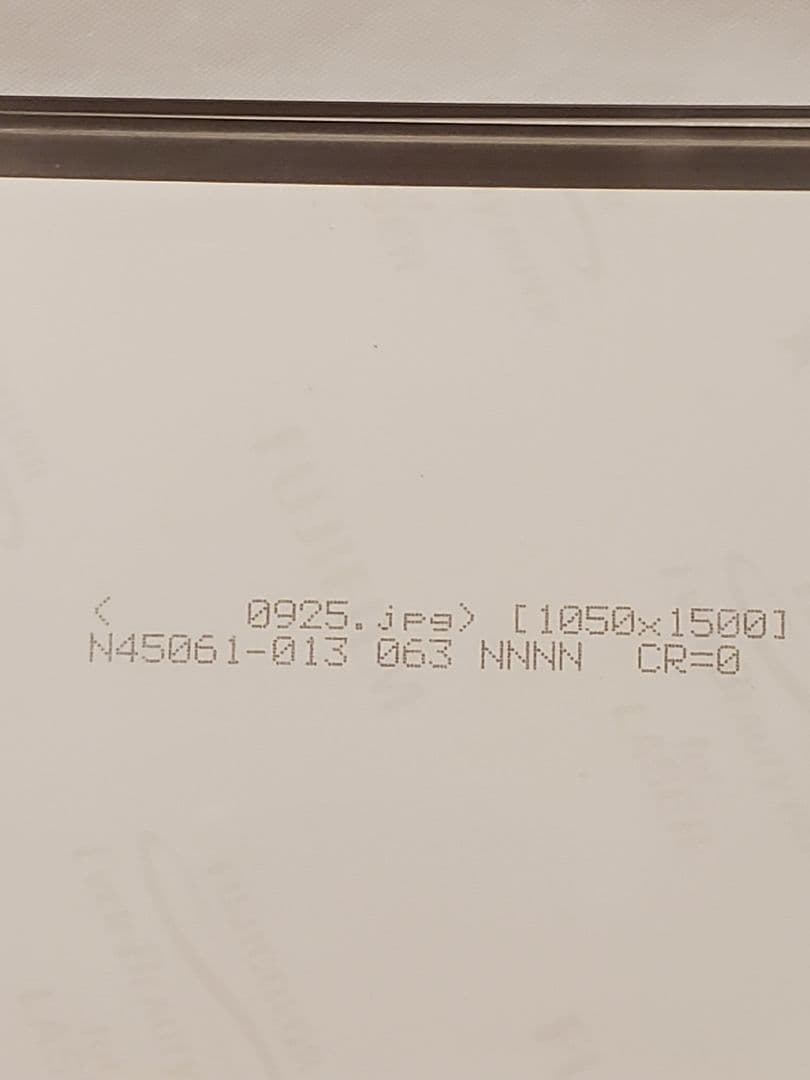 < 0925.jpg> [1050x1500]
N45061-013 063 NNNN CR=0